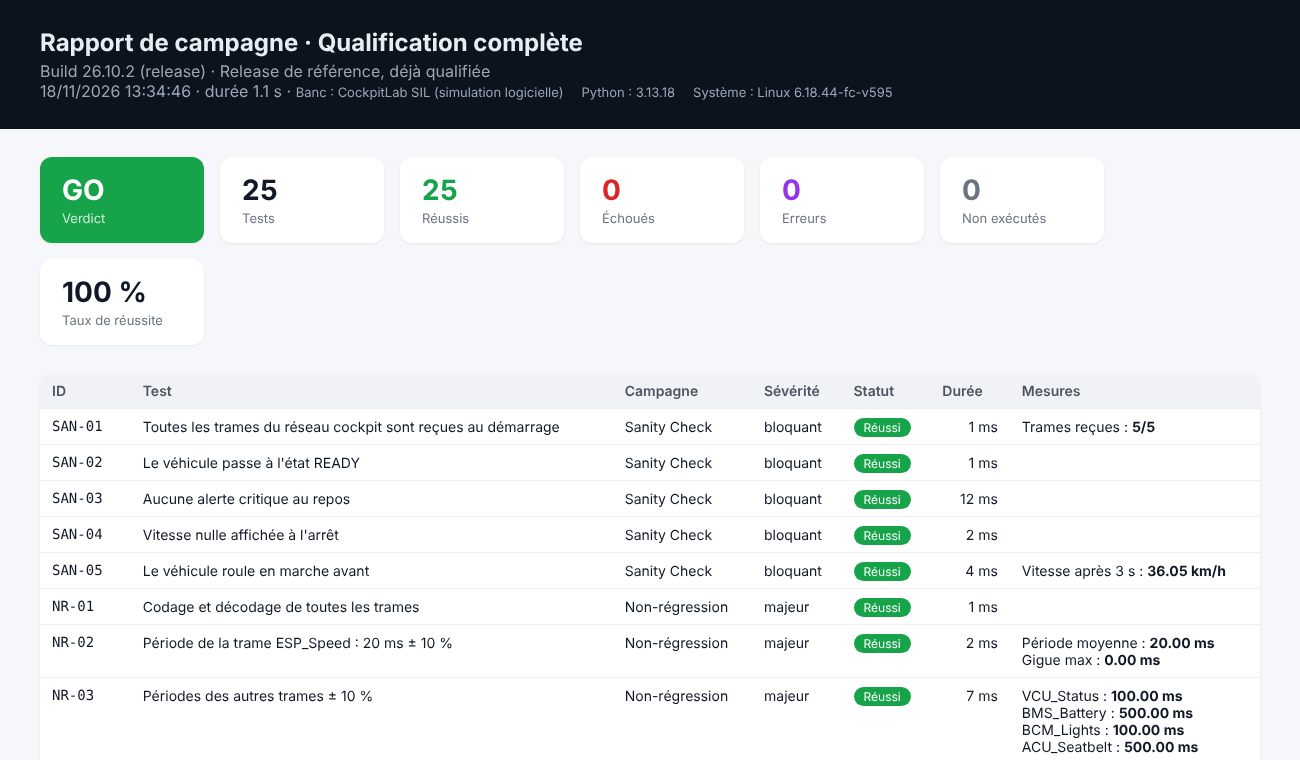 Rapport de campagne · Qualification complète
Build 26.10.2 (release) · Release de référence, déjà qualifiée
18/11/2026 13:34:46 · durée 1.1 s · Banc : CockpitLab SIL (simulation logicielle) Python : 3.13.18 Système : Linux 6.18.44-fc-v595
GO
Verdict
25
Tests
25
Réussis
0
Échoués
0
Erreurs
0
Non exécutés
100 %
Taux de réussite
ID Test Campagne Sévérité Statut Durée Mesures
SAN-01 Toutes les trames du réseau cockpit sont reçues au démarrage Sanity Check bloquant Réussi 1 ms Trames reçues : 5/5
SAN-02 Le véhicule passe à l'état READY Sanity Check bloquant Réussi 1 ms
SAN-03 Aucune alerte critique au repos Sanity Check bloquant Réussi 12 ms
SAN-04 Vitesse nulle affichée à l'arrêt Sanity Check bloquant Réussi 2 ms
SAN-05 Le véhicule roule en marche avant Sanity Check bloquant Réussi 4 ms Vitesse après 3 s : 36.05 km/h
NR-01 Codage et décodage de toutes les trames Non-régression majeur Réussi 1 ms
NR-02 Période de la trame ESP_Speed : 20 ms ± 10 % Non-régression majeur Réussi 2 ms Période moyenne : 20.00 ms
Gigue max : 0.00 ms
NR-03 Périodes des autres trames ± 10 % Non-régression majeur Réussi 7 ms VCU_Status : 100.00 ms
BMS_Battery : 500.00 ms
BCM_Lights : 100.00 ms
ACU_Seatbelt : 500.00 ms